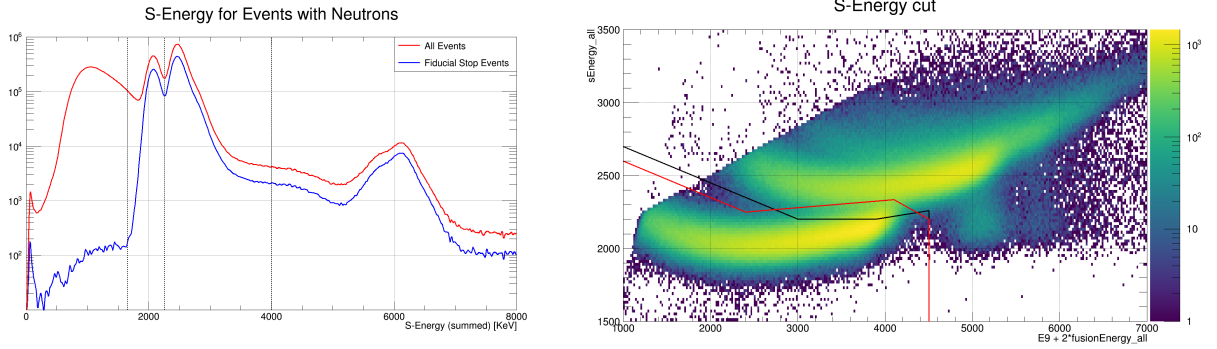 S-Energy for Events with Neutrons
All Events
Fiducial Stop Events
10^6
10^5
10^4
10^3
10^2
0 2000 4000 6000 8000
S-Energy (summed) [KeV]
S-Energy cut
sEnergy_all
3500
3000
2500
2000
1500
1000 2000 3000 4000 5000 6000 7000
E9 + 2*fusionEnergy_all
10^3
10^2
10
1